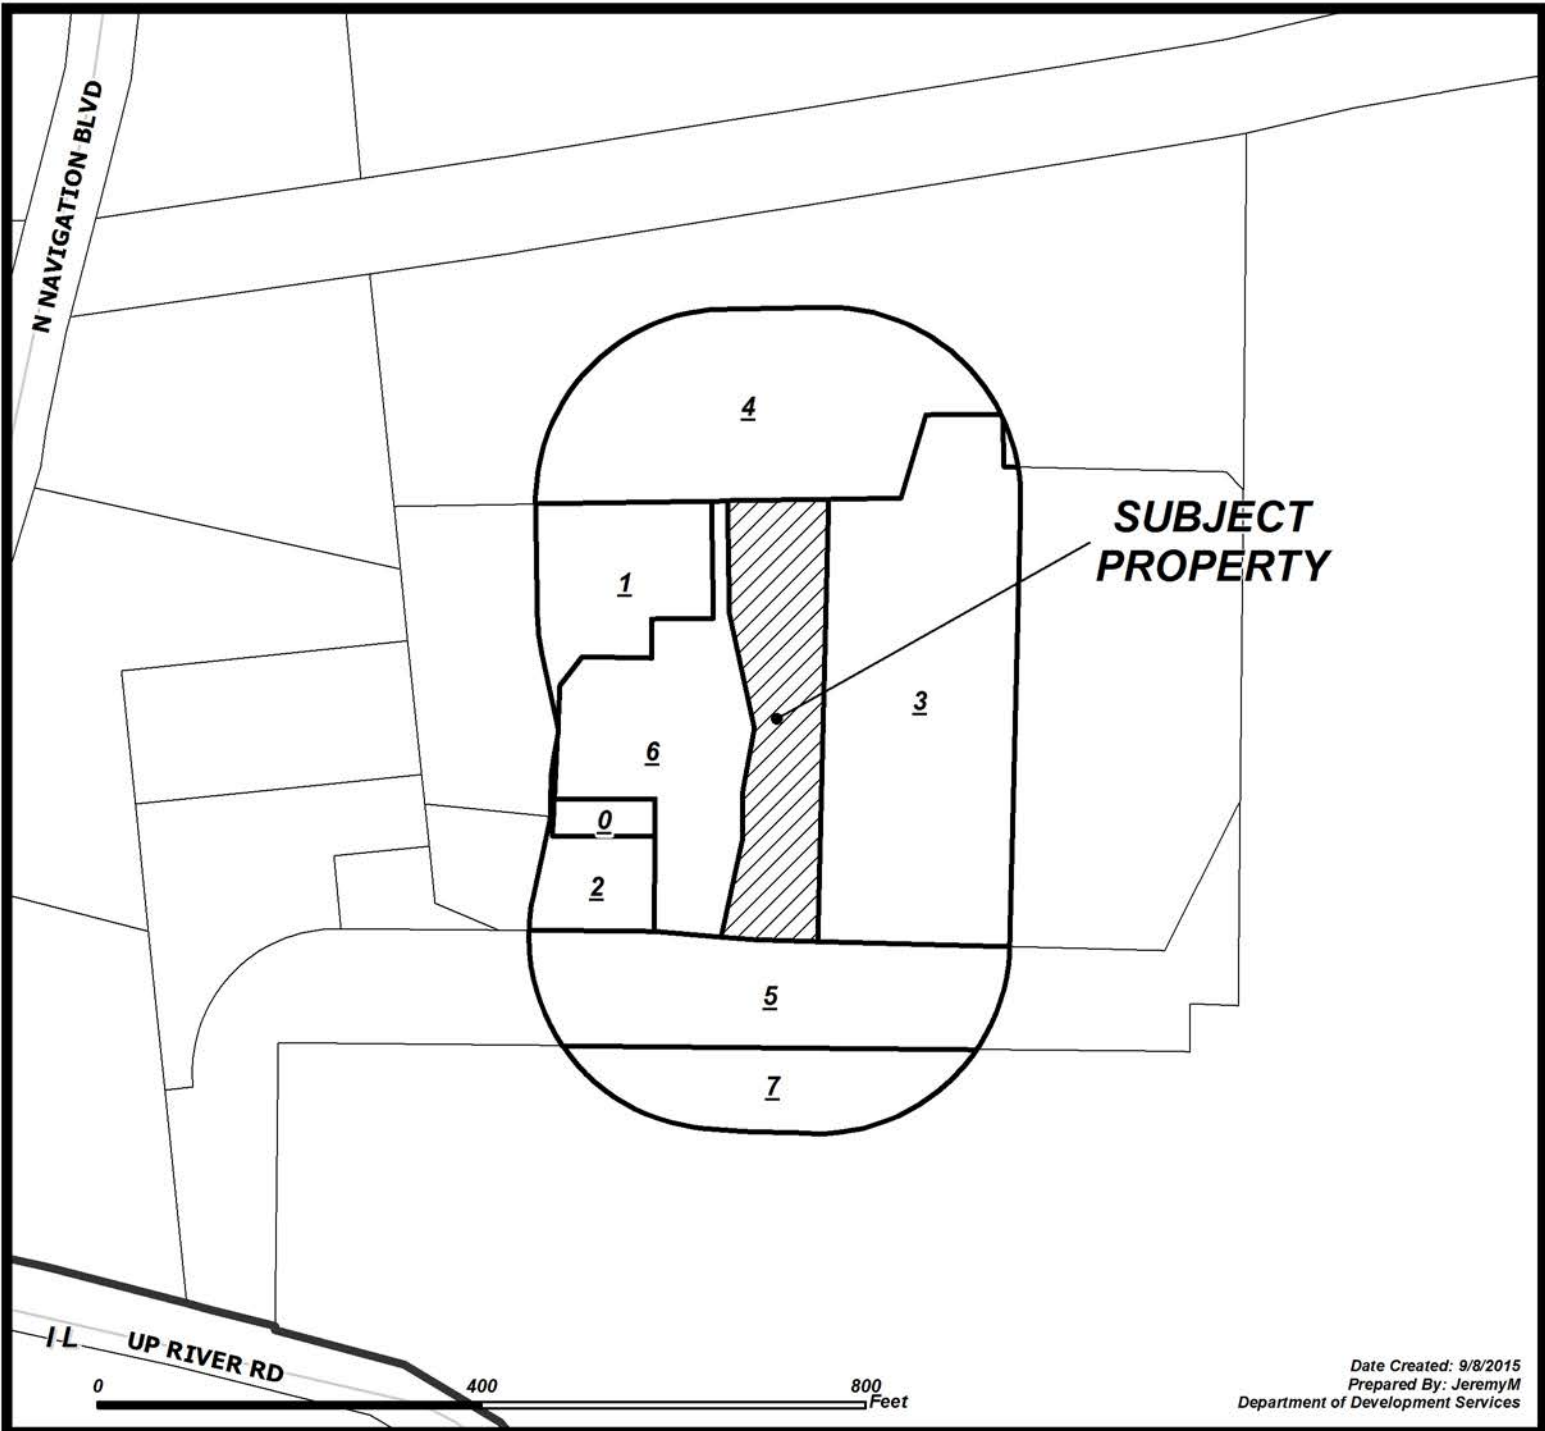 N NAVIGATION BLVD
4
SUBJECT
PROPERTY
1
3
6
0
2
5
7
IL
UP RIVER RD
0 400 800
Feet
Date Created: 9/8/2015
Prepared By: JeremyM
Department of Development Services